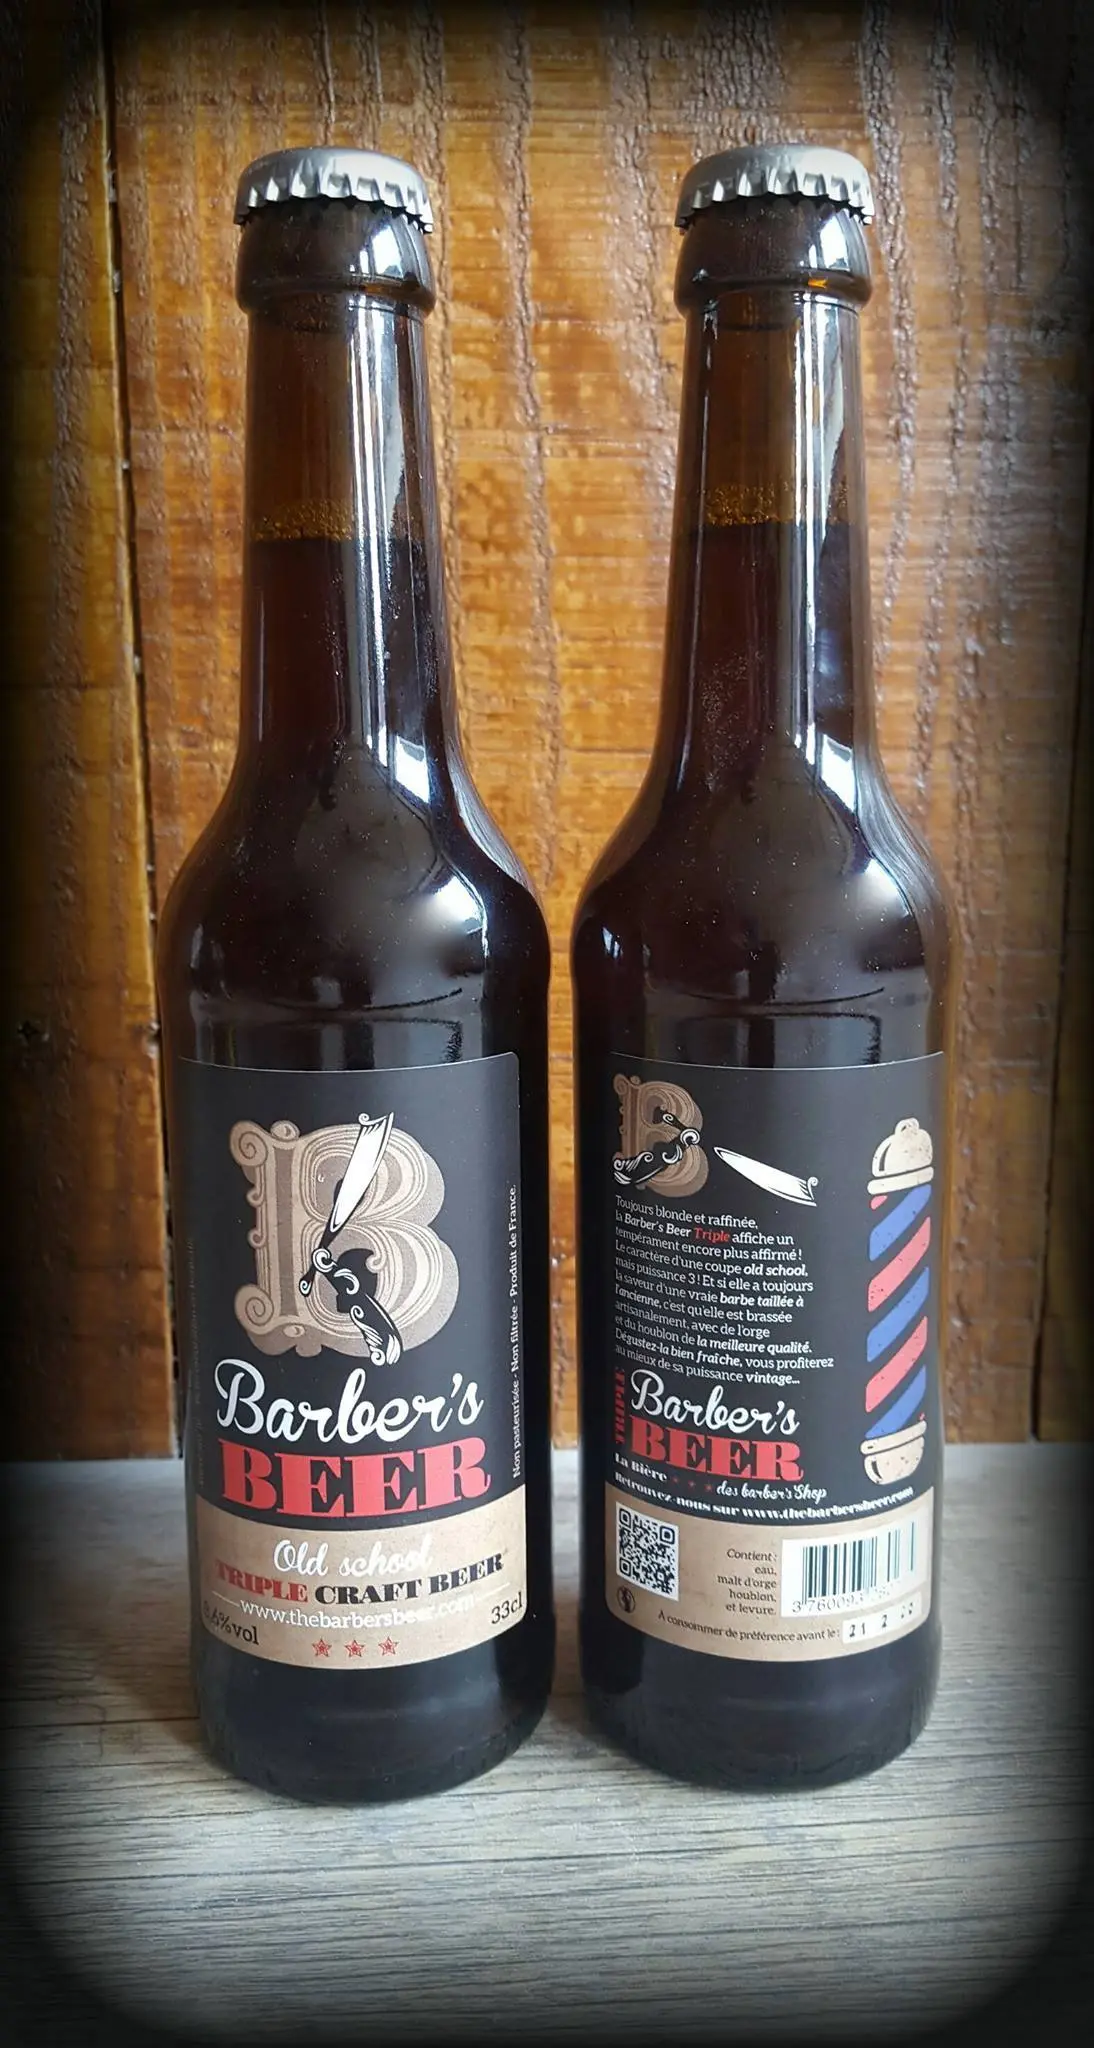 B
Barber's
BEER
Old school
TRIPLE CRAFT BEER
www.thebarbersbeer.com
%vol
33cl
Non pasteurisée - Non filtrée - Produit de France.
B
Toujours blonde et raffinée,
la Barber's Beer Triple affiche un
tempérament encore plus affirmé !
Le caractère d'une coupe old school,
mais puissance 3 ! Et si elle a toujours
la saveur d'une vraie barbe taillée à
l'ancienne, c'est qu'elle est brassée
artisanalement, avec de l'orge
et du houblon de la meilleure qualité.
Dégustez-la bien fraîche, vous profiterez
au mieux de sa puissance vintage...
TRIPLE
Barber's
BEER
La Bière des barber's Shop
Retrouvez-nous sur www.thebarbersbeer.com
Contient :
eau,
malt d'orge
houblon,
et levure.
3 760093
À consommer de préférence avant le : 21 2